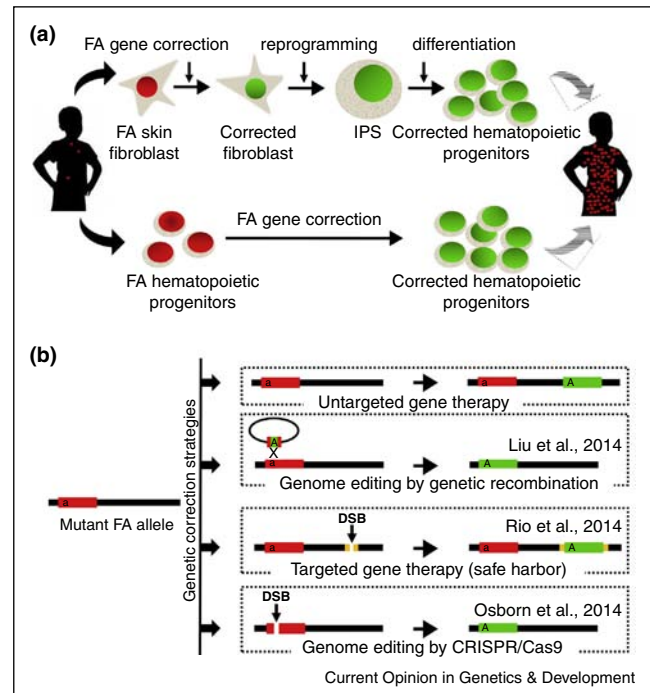 (a)
FA gene correction
reprogramming
differentiation
FA skin
fibroblast
Corrected
fibroblast
IPS
Corrected hematopoietic
progenitors
FA gene correction
FA hematopoietic
progenitors
Corrected hematopoietic
progenitors
(b)
Genetic correction strategies
a
Mutant FA allele
a
a
A
Untargeted gene therapy
A
X
a
A
Liu et al., 2014
Genome editing by genetic recombination
DSB
a
a
A
Rio et al., 2014
Targeted gene therapy (safe harbor)
DSB
a
A
Osborn et al., 2014
Genome editing by CRISPR/Cas9
Current Opinion in Genetics & Development